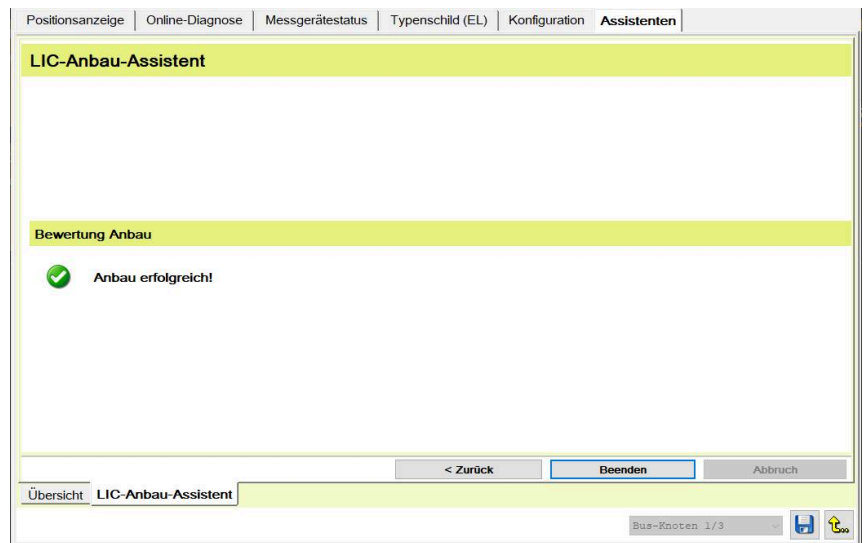 Positionsanzeige Online-Diagnose Messgerätestatus Typenschild (EL) Konfiguration Assistenten
LIC-Anbau-Assistent
Bewertung Anbau
Anbau erfolgreich!
< Zurück Beenden Abbruch
Übersicht LIC-Anbau-Assistent
Bus-Knoten 1/3